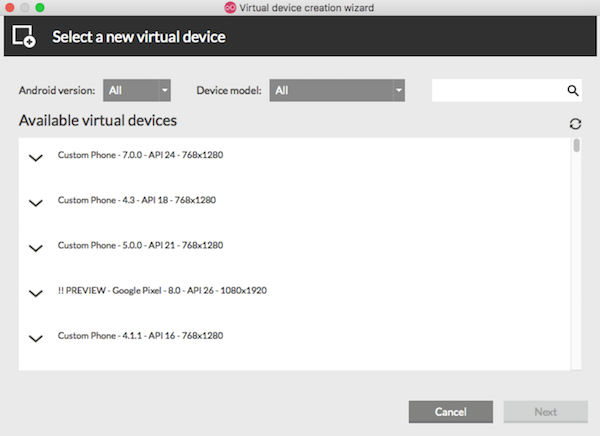 Virtual device creation wizard
Select a new virtual device
Android version: All Device model: All
Available virtual devices
Custom Phone - 7.0.0 - API 24 - 768x1280
Custom Phone - 4.3 - API 18 - 768x1280
Custom Phone - 5.0.0 - API 21 - 768x1280
!! PREVIEW - Google Pixel - 8.0 - API 26 - 1080x1920
Custom Phone - 4.1.1 - API 16 - 768x1280
Cancel Next